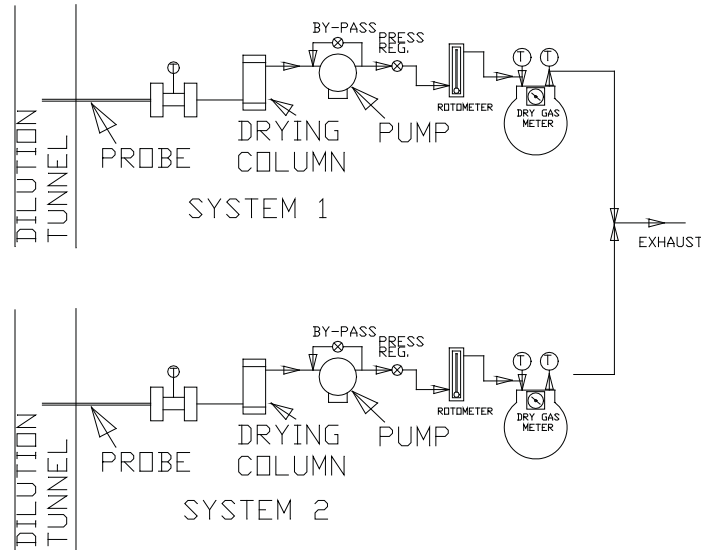 BY-PASS
PRESS
REG.
T
T
T
ROTOMETER
DRY GAS
METER
DRYING
COLUMN
PUMP
PROBE
DILUTION
TUNNEL
SYSTEM 1
EXHAUST
BY-PASS
PRESS
REG.
T
T
T
ROTOMETER
DRY GAS
METER
DRYING
COLUMN
PUMP
PROBE
DILUTION
TUNNEL
SYSTEM 2